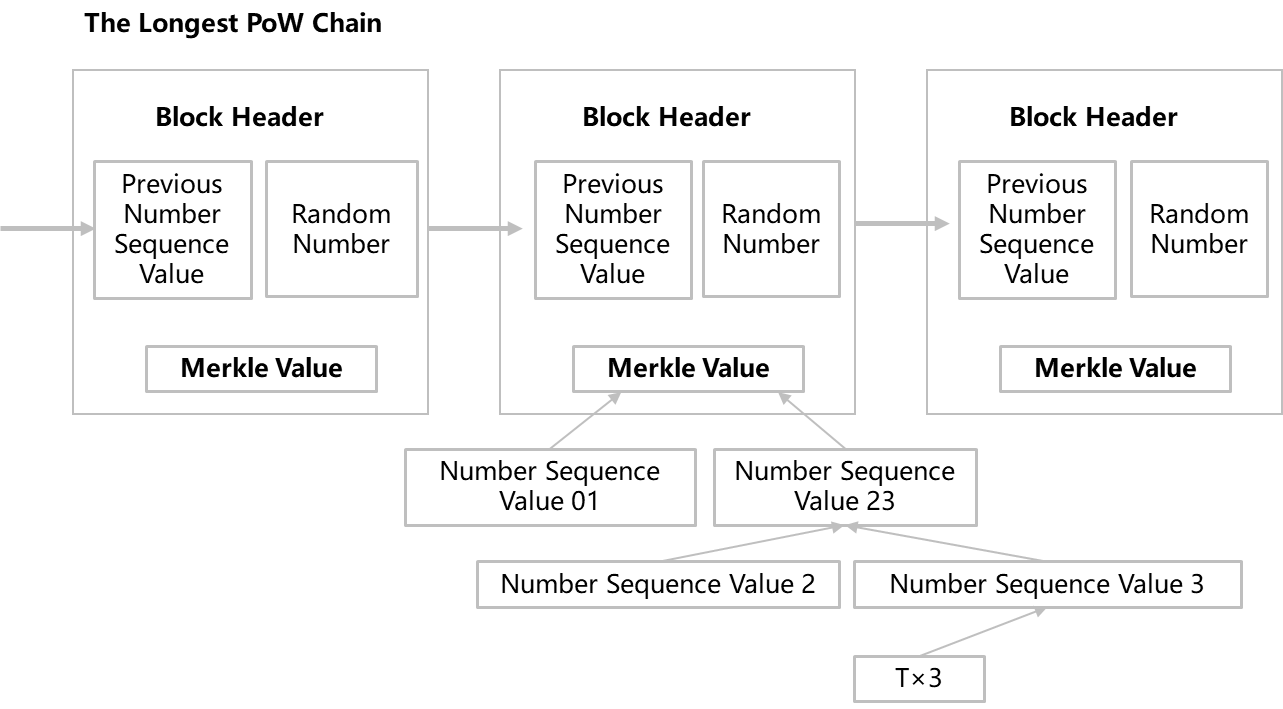 The Longest PoW Chain
Block Header
Previous
Number
Sequence
Value
Random
Number
Merkle Value
Block Header
Previous
Number
Sequence
Value
Random
Number
Merkle Value
Block Header
Previous
Number
Sequence
Value
Random
Number
Merkle Value
Number Sequence
Value 01
Number Sequence
Value 23
Number Sequence Value 2
Number Sequence Value 3
T×3